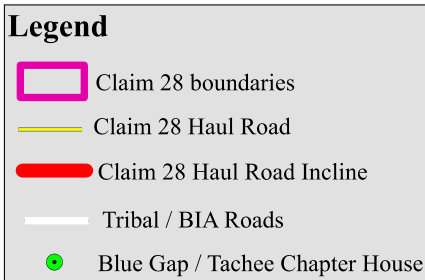 Legend
Claim 28 boundaries
Claim 28 Haul Road
Claim 28 Haul Road Incline
Tribal / BIA Roads
Blue Gap / Tachee Chapter House